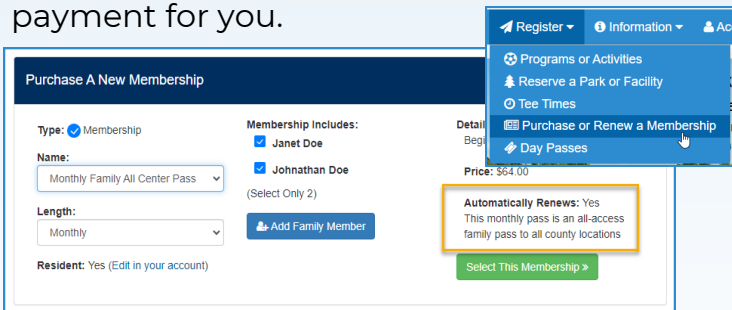 payment for you.
Register
Information
Programs or Activities
Reserve a Park or Facility
Tee Times
Purchase or Renew a Membership
Day Passes
Purchase A New Membership
Type: Membership
Name:
Monthly Family All Center Pass
Length:
Monthly
Resident: Yes (Edit in your account)
Membership Includes:
Janet Doe
Johnathan Doe
(Select Only 2)
Add Family Member
Price: $64.00
Automatically Renews: Yes
This monthly pass is an all-access
family pass to all county locations
Select This Membership »